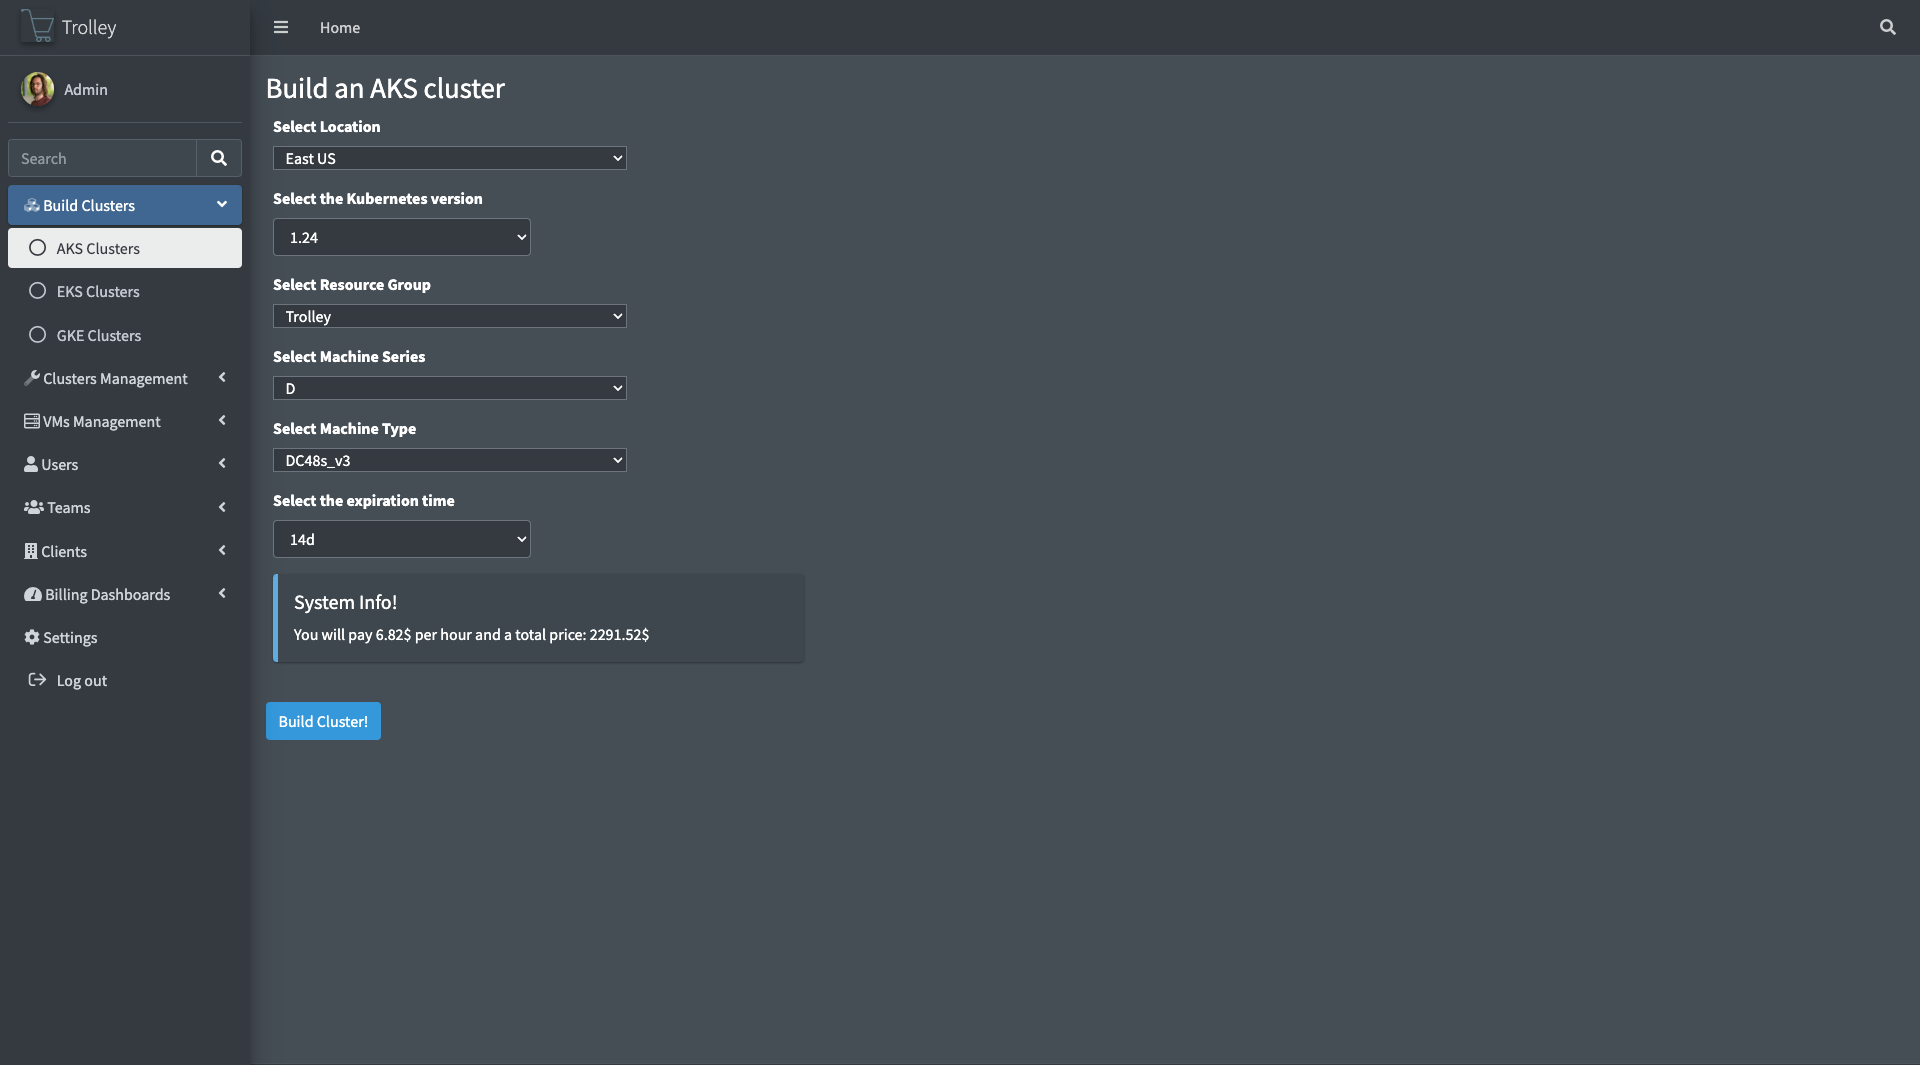 Trolley
Home
Admin
Search
Build Clusters
AKS Clusters
EKS Clusters
GKE Clusters
Clusters Management
VMs Management
Users
Teams
Clients
Billing Dashboards
Settings
Log out
Build an AKS cluster
Select Location
East US
Select the Kubernetes version
1.24
Select Resource Group
Trolley
Select Machine Series
D
Select Machine Type
DC48s_v3
Select the expiration time
14d
System Info!
You will pay 6.82$ per hour and a total price: 2291.52$
Build Cluster!